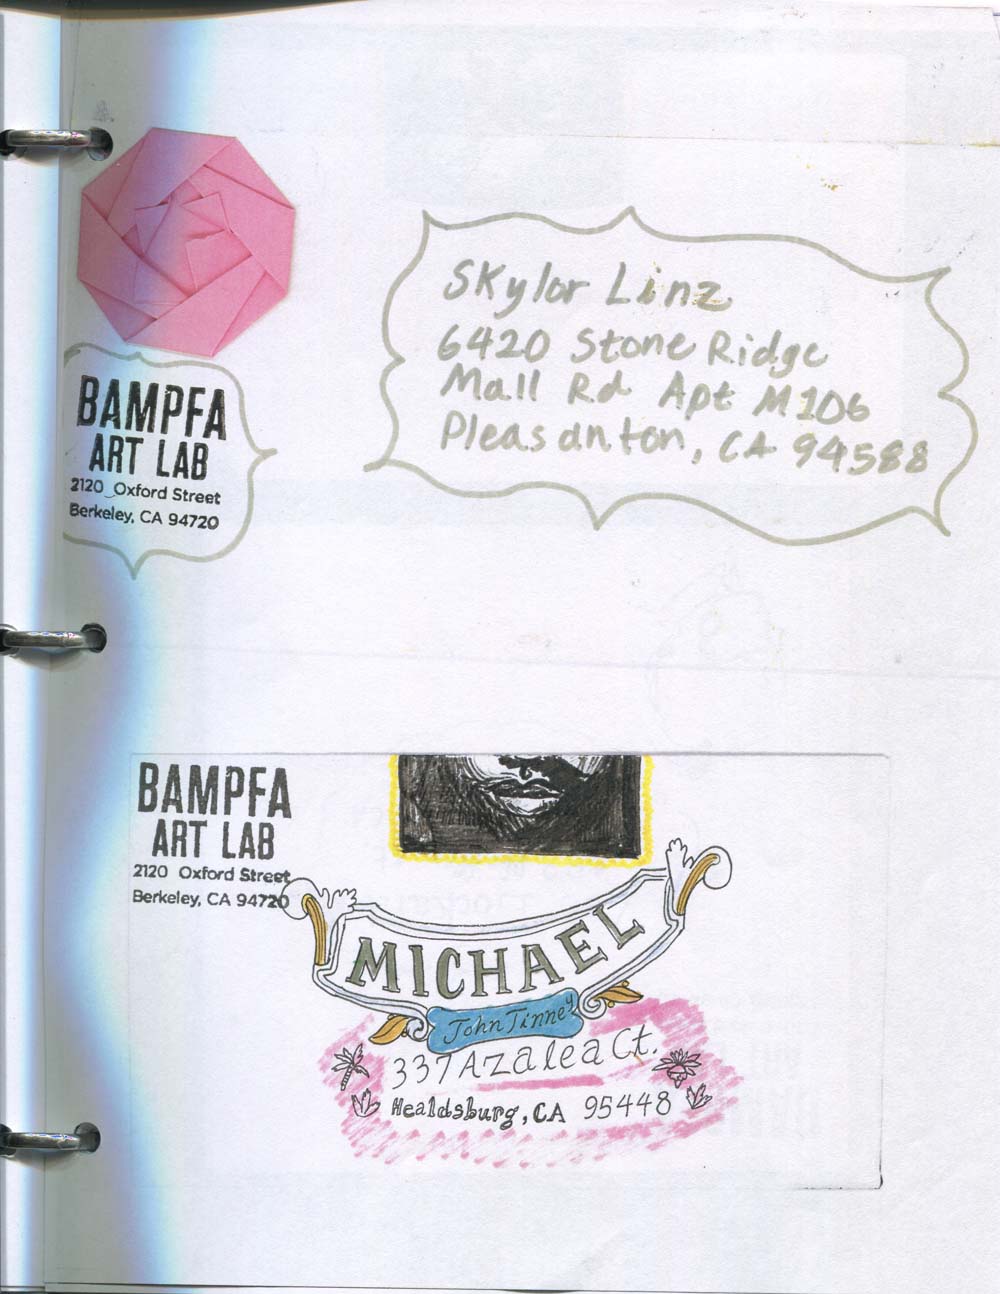 Skylor Linz
6420 Stone Ridge
Mall Rd Apt M106
Pleasanton, CA 94588
BAMPFA
ART LAB
2120 Oxford Street
Berkeley, CA 94720
BAMPFA
ART LAB
2120 Oxford Street
Berkeley, CA 94720
MICHAEL
John Tinney
337 Azalea Ct.
Healdsburg, CA 95448